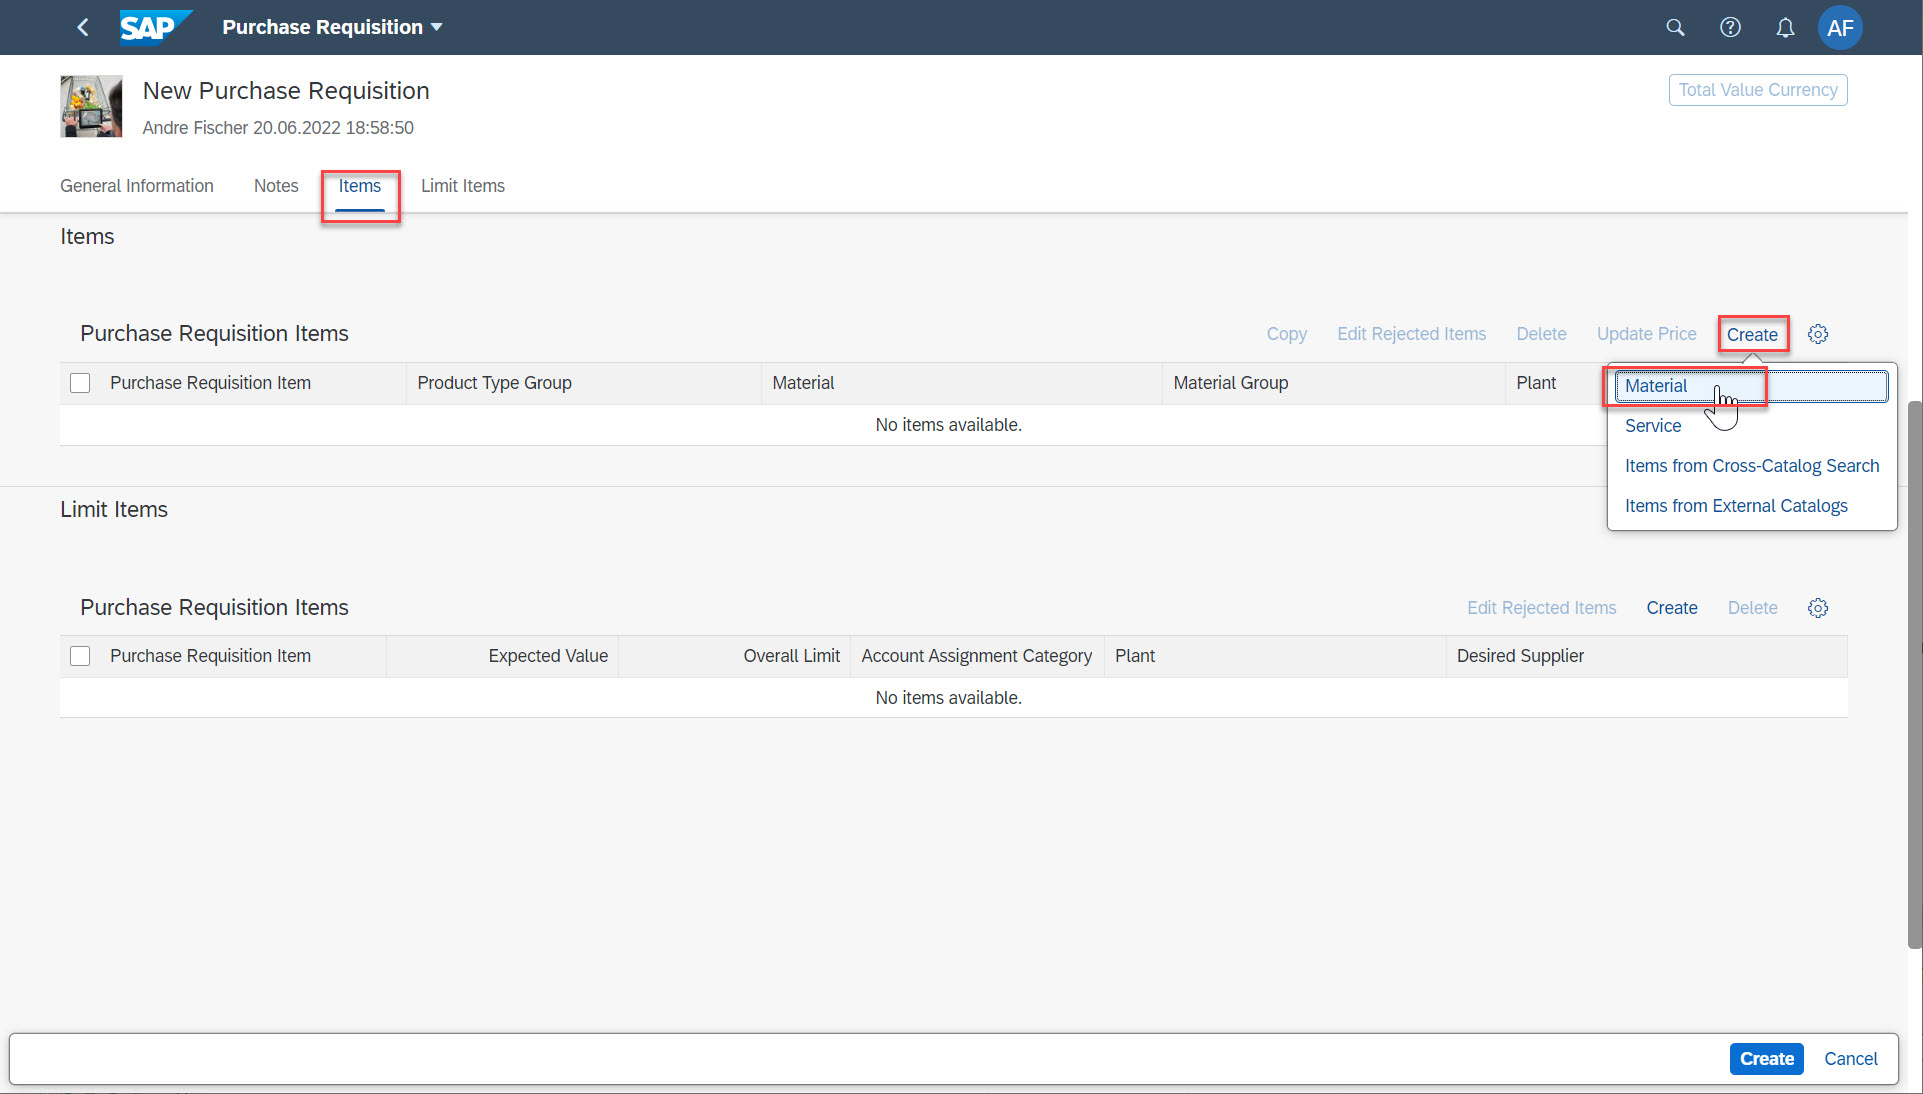 SAP Purchase Requisition AF
New Purchase Requisition
Total Value Currency
Andre Fischer 20.06.2022 18:58:50
General Information Notes Items Limit Items
Items
Purchase Requisition Items
Copy Edit Rejected Items Delete Update Price Create
Purchase Requisition Item Product Type Group Material Material Group Plant
No items available.
Material
Service
Items from Cross-Catalog Search
Items from External Catalogs
Limit Items
Purchase Requisition Items
Edit Rejected Items Create Delete
Purchase Requisition Item Expected Value Overall Limit Account Assignment Category Plant Desired Supplier
No items available.
Create Cancel